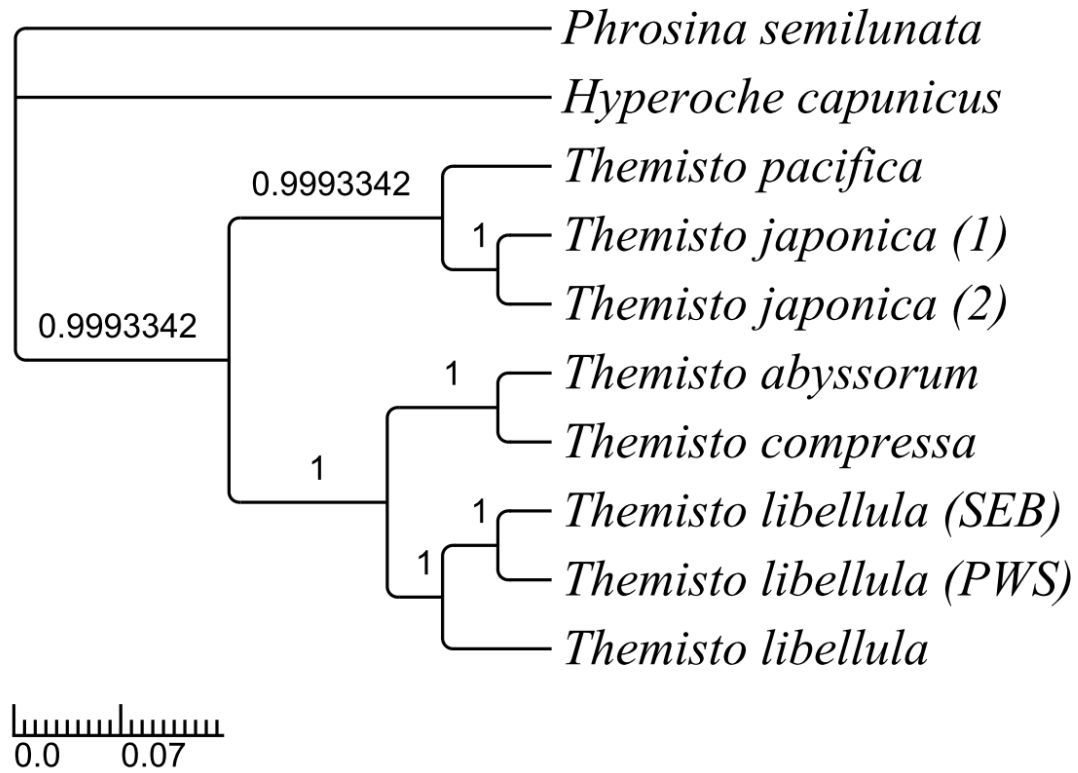 Phrosina semilunata
Hyperoche capunicus
Themisto pacifica
0.9993342
Themisto japonica (1)
1
Themisto japonica (2)
0.9993342
Themisto abyssorum
1
Themisto compressa
1
Themisto libellula (SEB)
1
Themisto libellula (PWS)
1
Themisto libellula
0.0 0.07